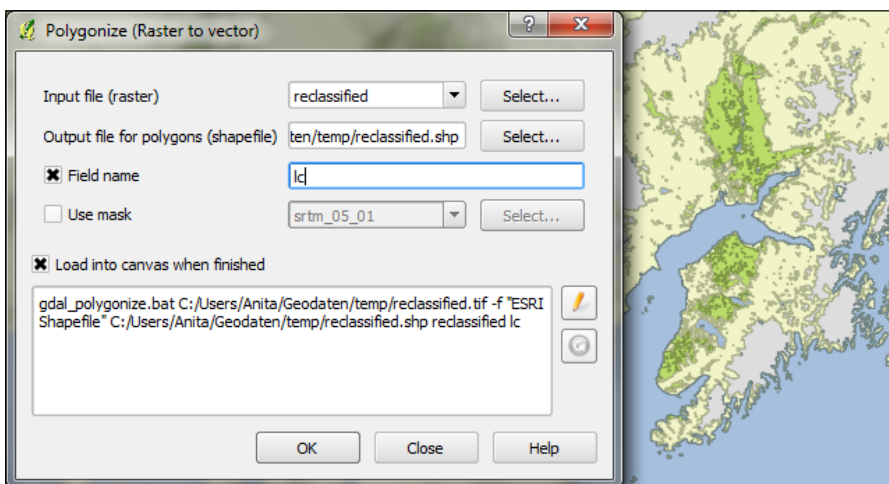 Polygonize (Raster to vector)
Input file (raster)
reclassified
Select...
Output file for polygons (shapefile)
ten/temp/reclassified.shp
Select...
Field name
lc
Use mask
srtm_05_01
Select...
Load into canvas when finished
gdal_polygonize.bat C:/Users/Anita/Geodaten/temp/reclassified.tif -f "ESRI
Shapefile" C:/Users/Anita/Geodaten/temp/reclassified.shp reclassified lc
OK
Close
Help